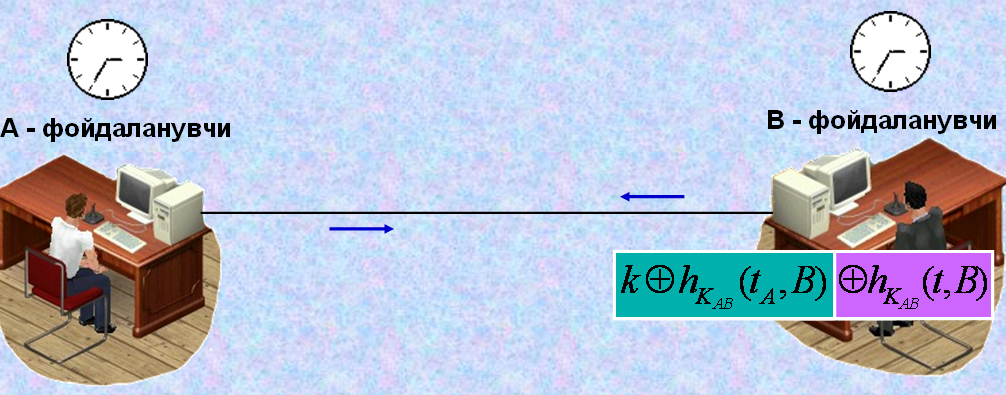 А - фойдаланувчи
В - фойдаланувчи
k⊕h_{K_{AB}}(t_A,B) ⊕h_{K_{AB}}(t,B)